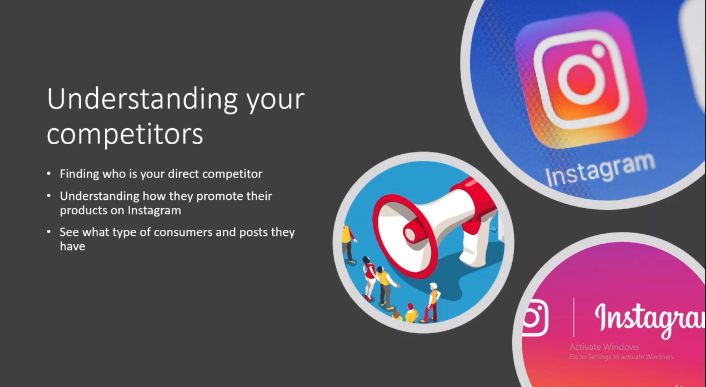 Understanding your
competitors
• Finding who is your direct competitor
• Understanding how they promote their
products on Instagram
• See what type of consumers and posts they
have
Instagram
Instagra
Activate Windows
Go to Settings to activate Windows.